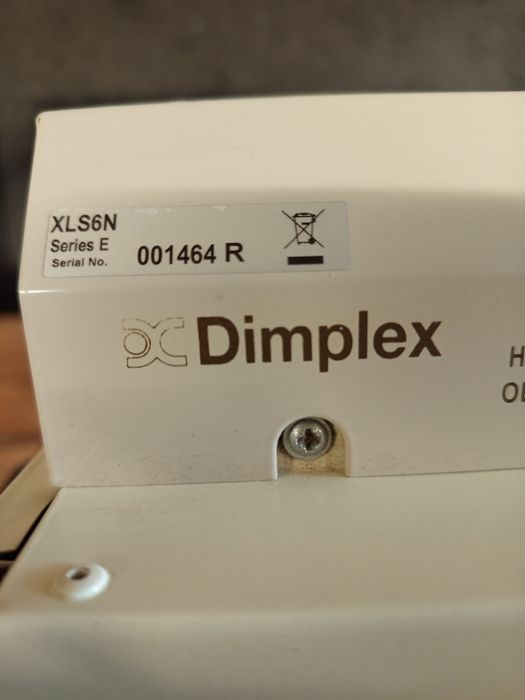 XLS6N
Series E
Serial No. 001464 R
Dimplex